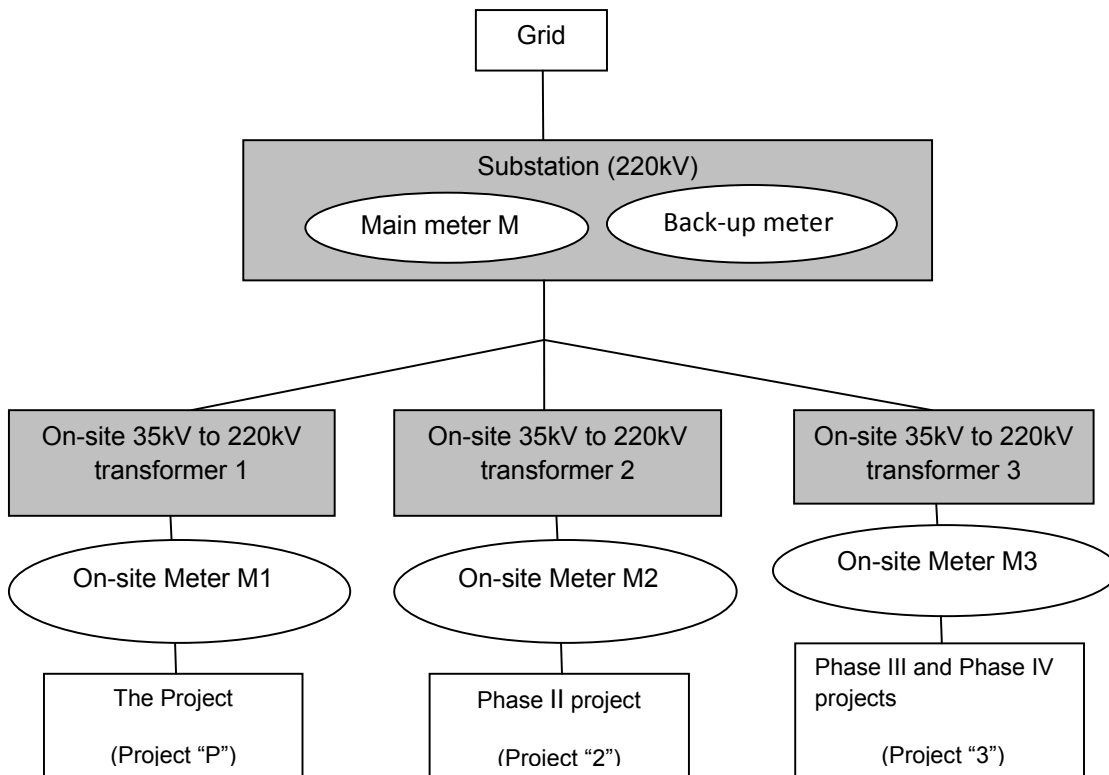 Grid
Substation (220kV)
Main meter M
Back-up meter
On-site 35kV to 220kV
transformer 1
On-site 35kV to 220kV
transformer 2
On-site 35kV to 220kV
transformer 3
On-site Meter M1
On-site Meter M2
On-site Meter M3
The Project
(Project “P”)
Phase II project
(Project “2”)
Phase III and Phase IV
projects
(Project “3”)